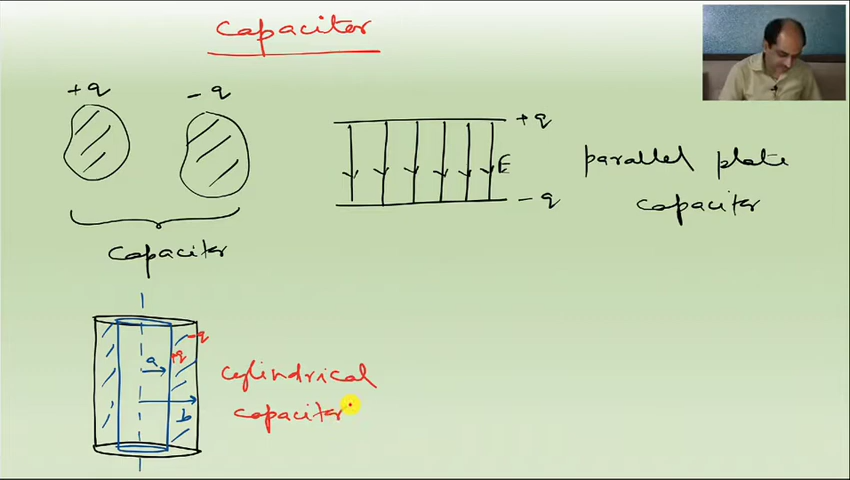 Capacitor
+q
-q
capacitor
+q
E
-q
parallel plate
capacitor
-q
+q
a
b
cylindrical
capacitor